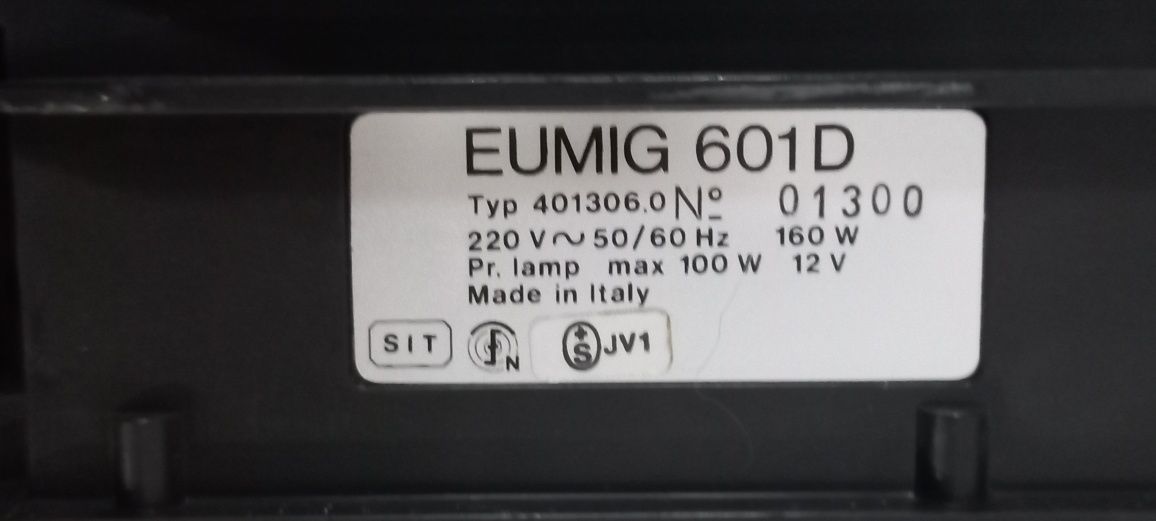 EUMIG 601D
Typ 401306.0 Nº 01300
220 V~50/60 Hz 160 W
Pr. lamp max 100 W 12 V
Made in Italy
SIT N +S JV1